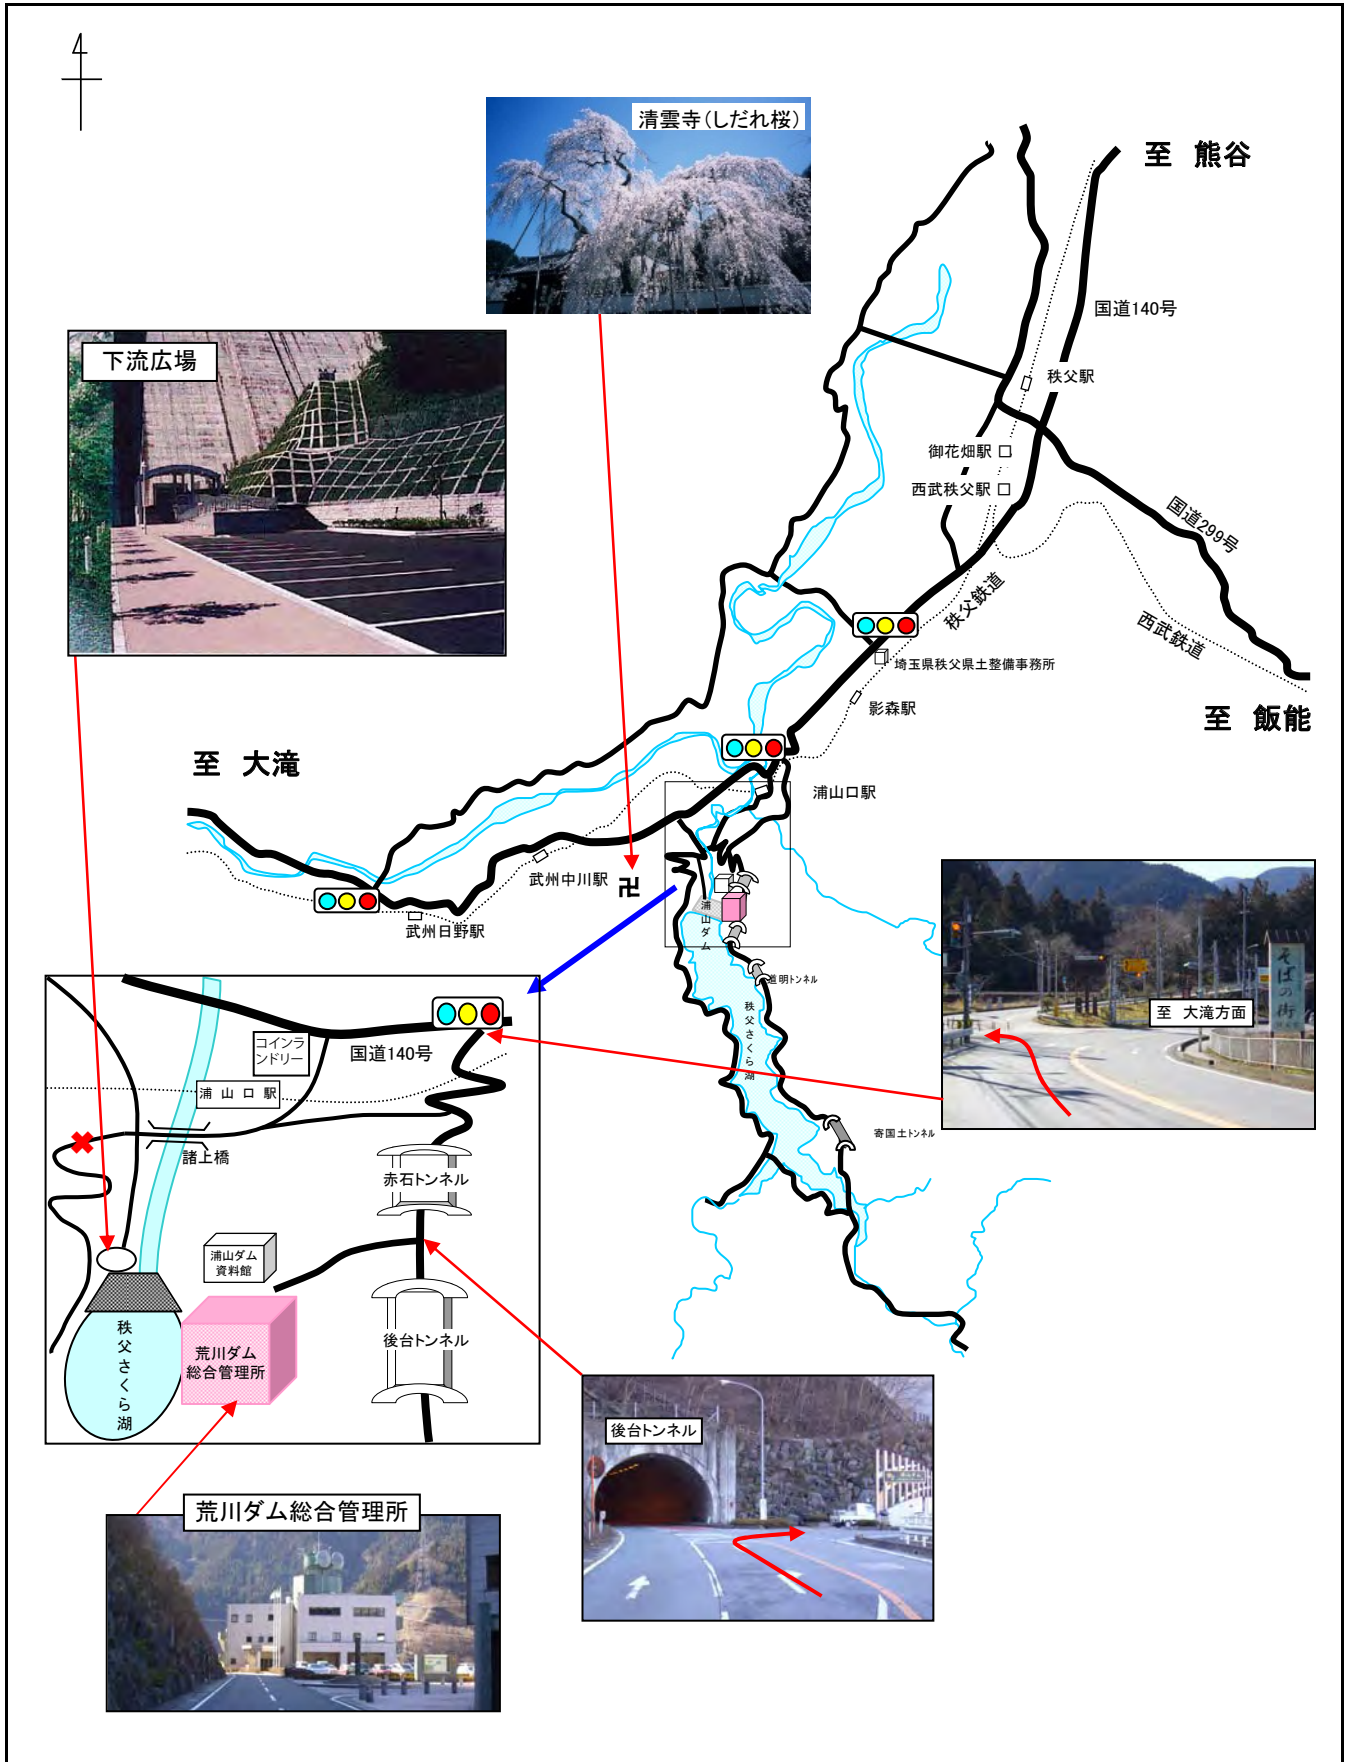 清雲寺(しだれ桜)
至 熊谷
国道140号
下流広場
秩父駅
御花畑駅
西武秩父駅
国道299号
秩父鉄道
西武鉄道
埼玉県秩父県土整備事務所
影森駅
至 飯能
至 大滝
浦山口駅
武州中川駅
卍
武州日野駅
浦山ダム
道明トンネル
秩父さくら湖
寄国土トンネル
そばの街
至 大滝方面
コインラ
ンドリー
国道140号
浦山口駅
諸上橋
赤石トンネル
浦山ダム
資料館
後台トンネル
秩父さくら湖
荒川ダム
総合管理所
後台トンネル
荒川ダム総合管理所